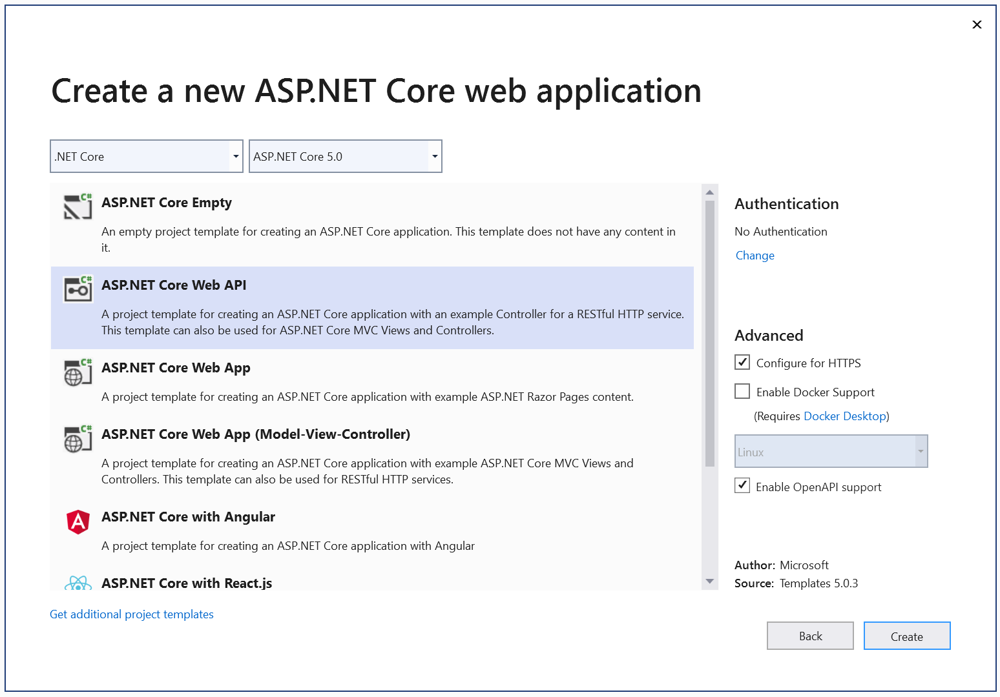 Create a new ASP.NET Core web application
.NET Core
ASP.NET Core 5.0
C#
ASP.NET Core Empty
An empty project template for creating an ASP.NET Core application. This template does not have any content in
it.
C#
ASP.NET Core Web API
A project template for creating an ASP.NET Core application with an example Controller for a RESTful HTTP service.
This template can also be used for ASP.NET Core MVC Views and Controllers.
C#
ASP.NET Core Web App
A project template for creating an ASP.NET Core application with example ASP.NET Razor Pages content.
C#
ASP.NET Core Web App (Model-View-Controller)
A project template for creating an ASP.NET Core application with example ASP.NET Core MVC Views and
Controllers. This template can also be used for RESTful HTTP services.
A
ASP.NET Core with Angular
A project template for creating an ASP.NET Core application with Angular
ASP.NET Core with React.js
Get additional project templates
Authentication
No Authentication
Change
Advanced
Configure for HTTPS
Enable Docker Support
(Requires Docker Desktop)
Linux
Enable OpenAPI support
Author: Microsoft
Source: Templates 5.0.3
Back
Create